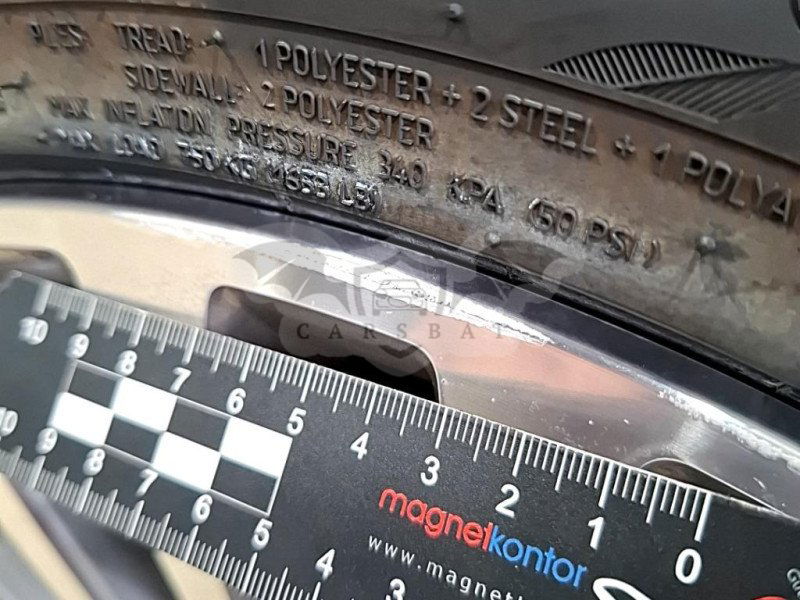 PLIES: TREAD: 1 POLYESTER + 2 STEEL + 1 POLYA
SIDEWALL: 2 POLYESTER
MAX INFLATION PRESSURE 340 KPA (50 PSI)
MAX LOAD 750 KG (1653 LBS)
CARSBAT
10 9 8 7 6 5 4 3 2 1 0
10 9 8 7 6 5 4 3
magnetkontor
www.magnet